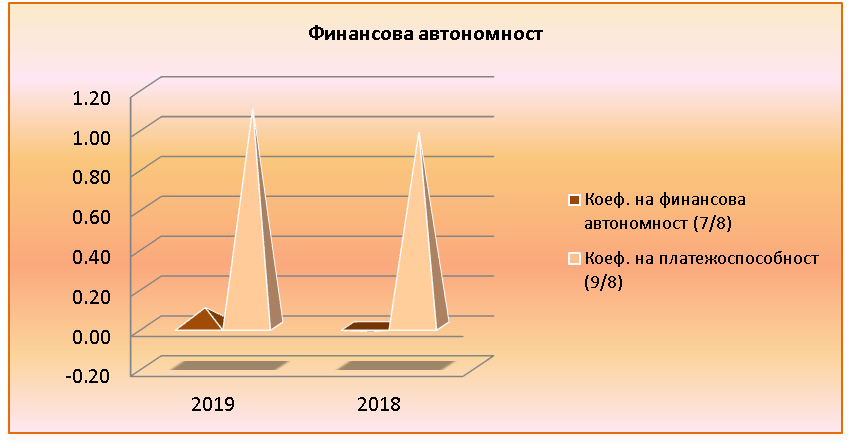 Финансова автономност
1.20
1.00
0.80
0.60
0.40
0.20
0.00
-0.20
2019
2018
Коеф. на финансова
автономност (7/8)
Коеф. на платежоспособност
(9/8)